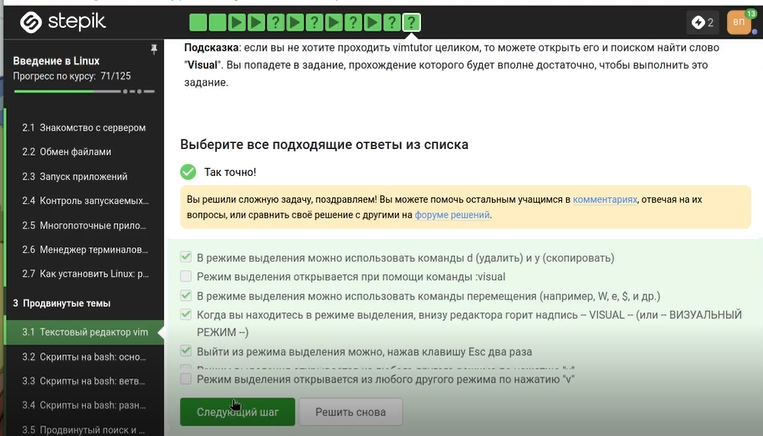 stepik
2
ВП
13
Введение в Linux
Прогресс по курсу: 71/125
2.1 Знакомство с сервером
2.2 Обмен файлами
2.3 Запуск приложений
2.4 Контроль запускаемых...
2.5 Многопоточные прило...
2.6 Менеджер терминалов...
2.7 Как установить Linux: р...
3 Продвинутые темы
3.1 Текстовый редактор vim
3.2 Скрипты на bash: осно...
3.3 Скрипты на bash: ветв...
3.4 Скрипты на bash: разн...
3.5 Продвинутый поиск и ...
Подсказка: если вы не хотите проходить vimtutor целиком, то можете открыть его и поиском найти слово
"Visual". Вы попадете в задание, прохождение которого будет вполне достаточно, чтобы выполнить это
задание.
Выберите все подходящие ответы из списка
Так точно!
Вы решили сложную задачу, поздравляем! Вы можете помочь остальным учащимся в комментариях, отвечая на их
вопросы, или сравнить своё решение с другими на форуме решений.
В режиме выделения можно использовать команды d (удалить) и y (скопировать)
Режим выделения открывается при помощи команды :visual
В режиме выделения можно использовать команды перемещения (например, W, e, $, и др.)
Когда вы находитесь в режиме выделения, внизу редактора горит надпись -- VISUAL -- (или -- ВИЗУАЛЬНЫЙ
РЕЖИМ --)
Выйти из режима выделения можно, нажав клавишу Esc два раза
Режим выделения открывается из любого другого режима по нажатию "v"
Следующий шаг
Решить снова